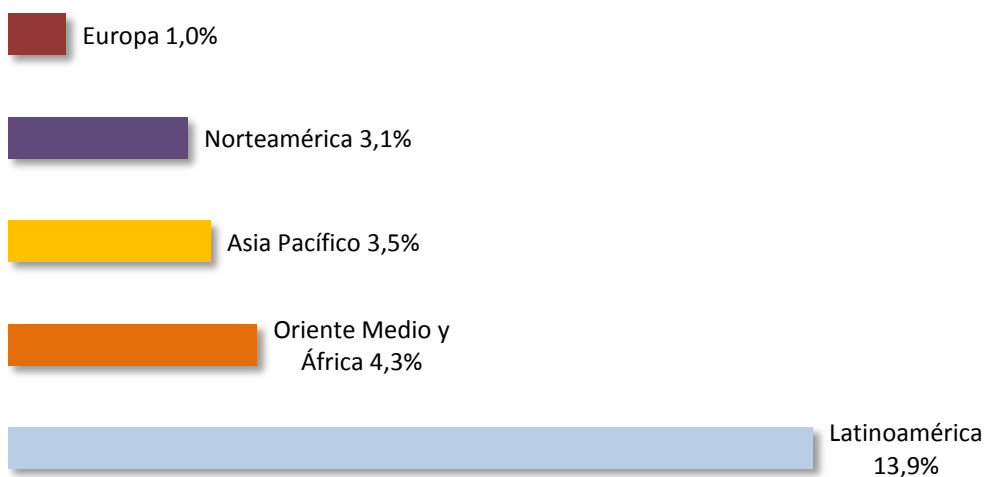 Europa 1,0%
Norteamérica 3,1%
Asia Pacífico 3,5%
Oriente Medio y
África 4,3%
Latinoamérica
13,9%